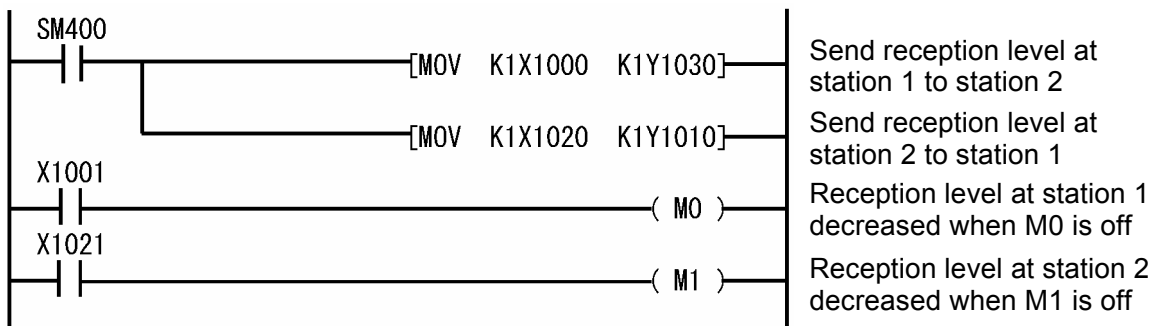 SM400
[MOV K1X1000 K1Y1030]
Send reception level at
station 1 to station 2
[MOV K1X1020 K1Y1010]
Send reception level at
station 2 to station 1
X1001
( M0 )
Reception level at station 1
decreased when M0 is off
X1021
( M1 )
Reception level at station 2
decreased when M1 is off